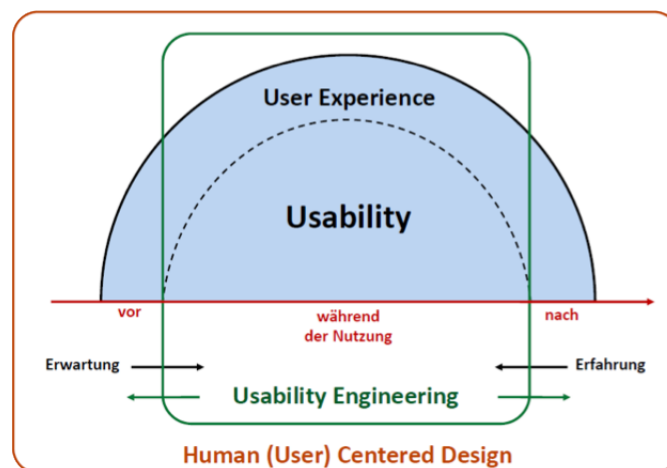 User Experience
Usability
vor
während
der Nutzung
nach
Erwartung
Erfahrung
Usability Engineering
Human (User) Centered Design